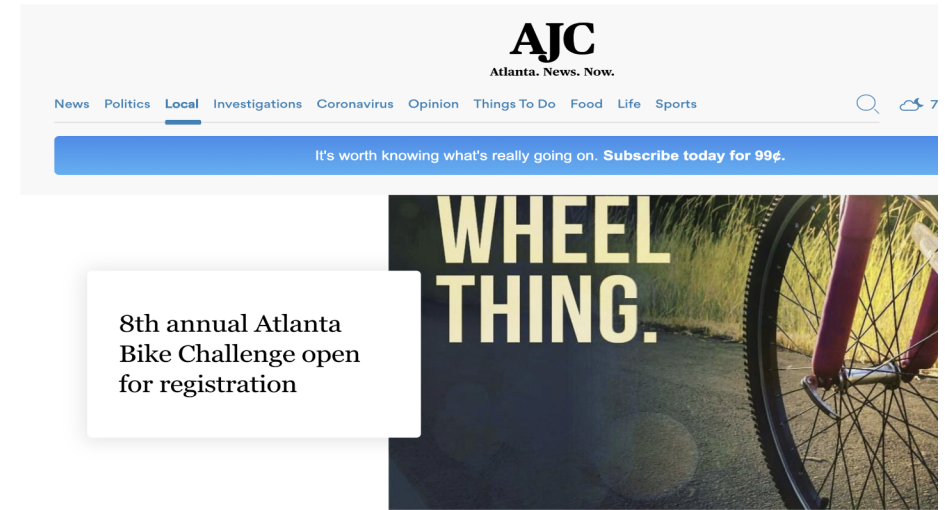 AJC
Atlanta. News. Now.
News Politics Local Investigations Coronavirus Opinion Things To Do Food Life Sports 7
It's worth knowing what's really going on. Subscribe today for 99¢.
WHEEL
THING.
8th annual Atlanta
Bike Challenge open
for registration